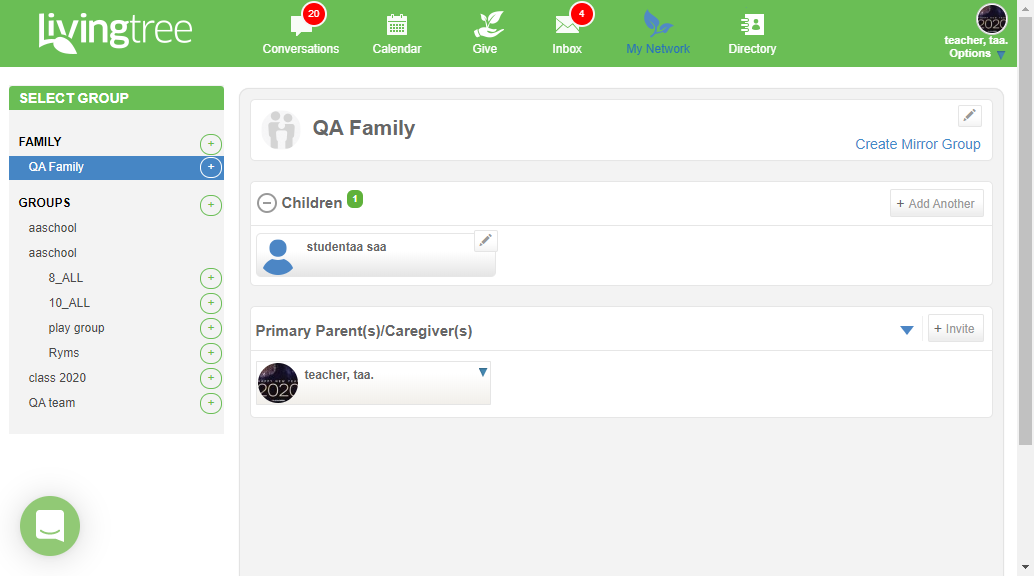 livingtree
20
Conversations
Calendar
Give
4
Inbox
My Network
Directory
teacher, taa.
Options
SELECT GROUP
FAMILY
QA Family
GROUPS
aaschool
aaschool
8_ALL
10_ALL
play group
Ryms
class 2020
QA team
QA Family
Create Mirror Group
Children 1
+ Add Another
studentaa saa
Primary Parent(s)/Caregiver(s)
+ Invite
2020
teacher, taa.